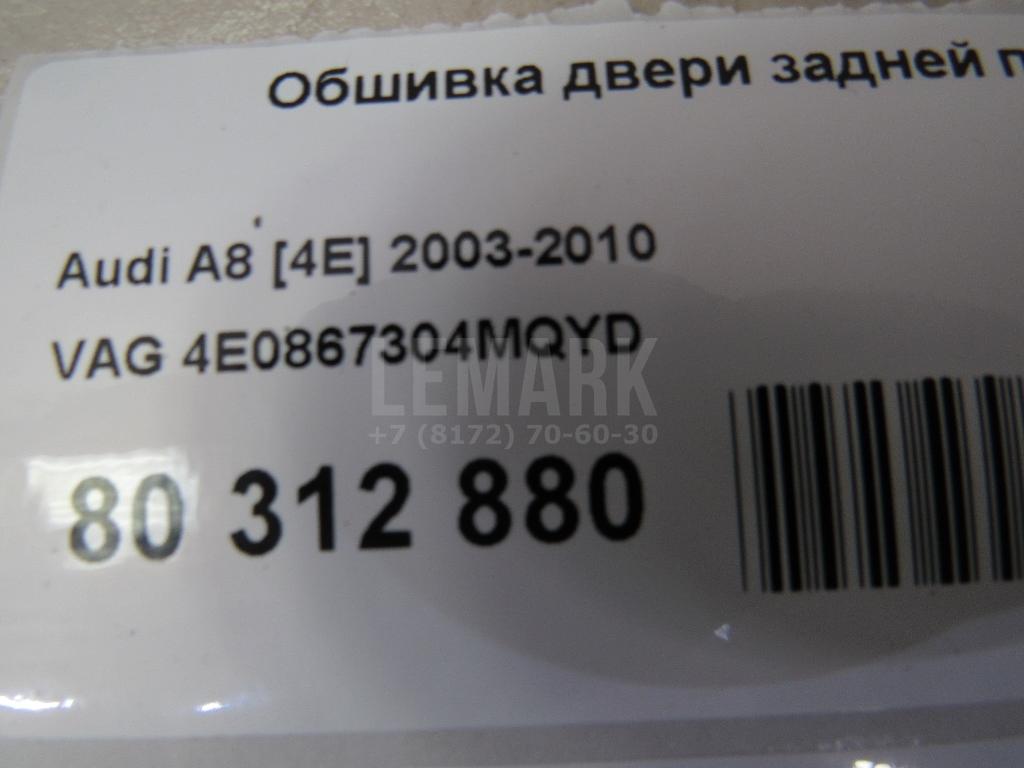 Обшивка двери задней п
Audi A8 [4E] 2003-2010
VAG 4E0867304MQYD
LEMARK
+7 (8172) 70-60-30
80 312 880